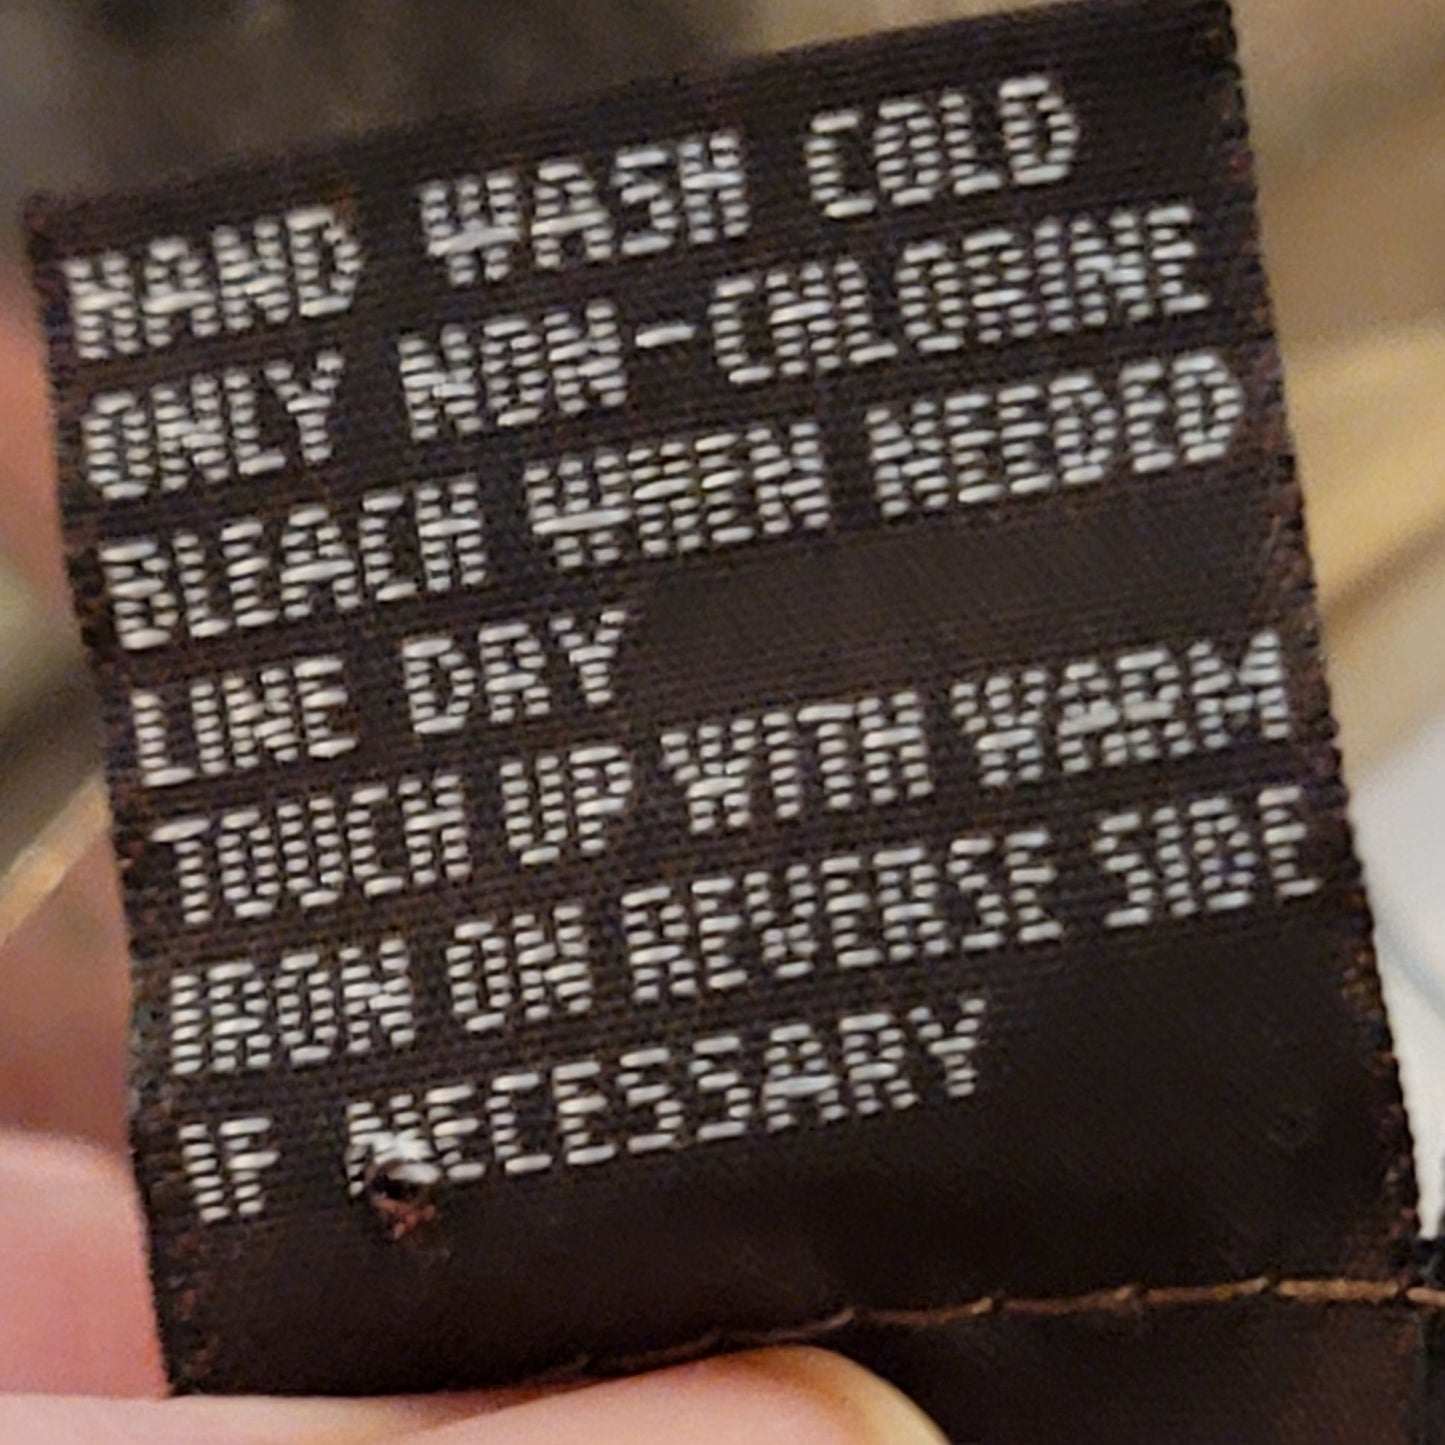 HAND WASH COLD
ONLY NON-CHLORINE
BLEACH WHEN NEEDED
LINE DRY
TOUCH UP WITH WARM
IRON ON REVERSE SIDE
IF NECESSARY